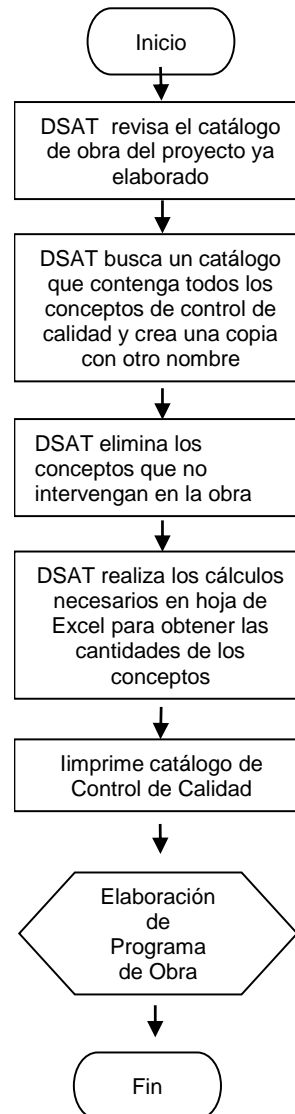 Inicio
DSAT revisa el catálogo
de obra del proyecto ya
elaborado
DSAT busca un catálogo
que contenga todos los
conceptos de control de
calidad y crea una copia
con otro nombre
DSAT elimina los
conceptos que no
intervengan en la obra
DSAT realiza los cálculos
necesarios en hoja de
Excel para obtener las
cantidades de los
conceptos
Iimprime catálogo de
Control de Calidad
Elaboración
de
Programa
de Obra
Fin